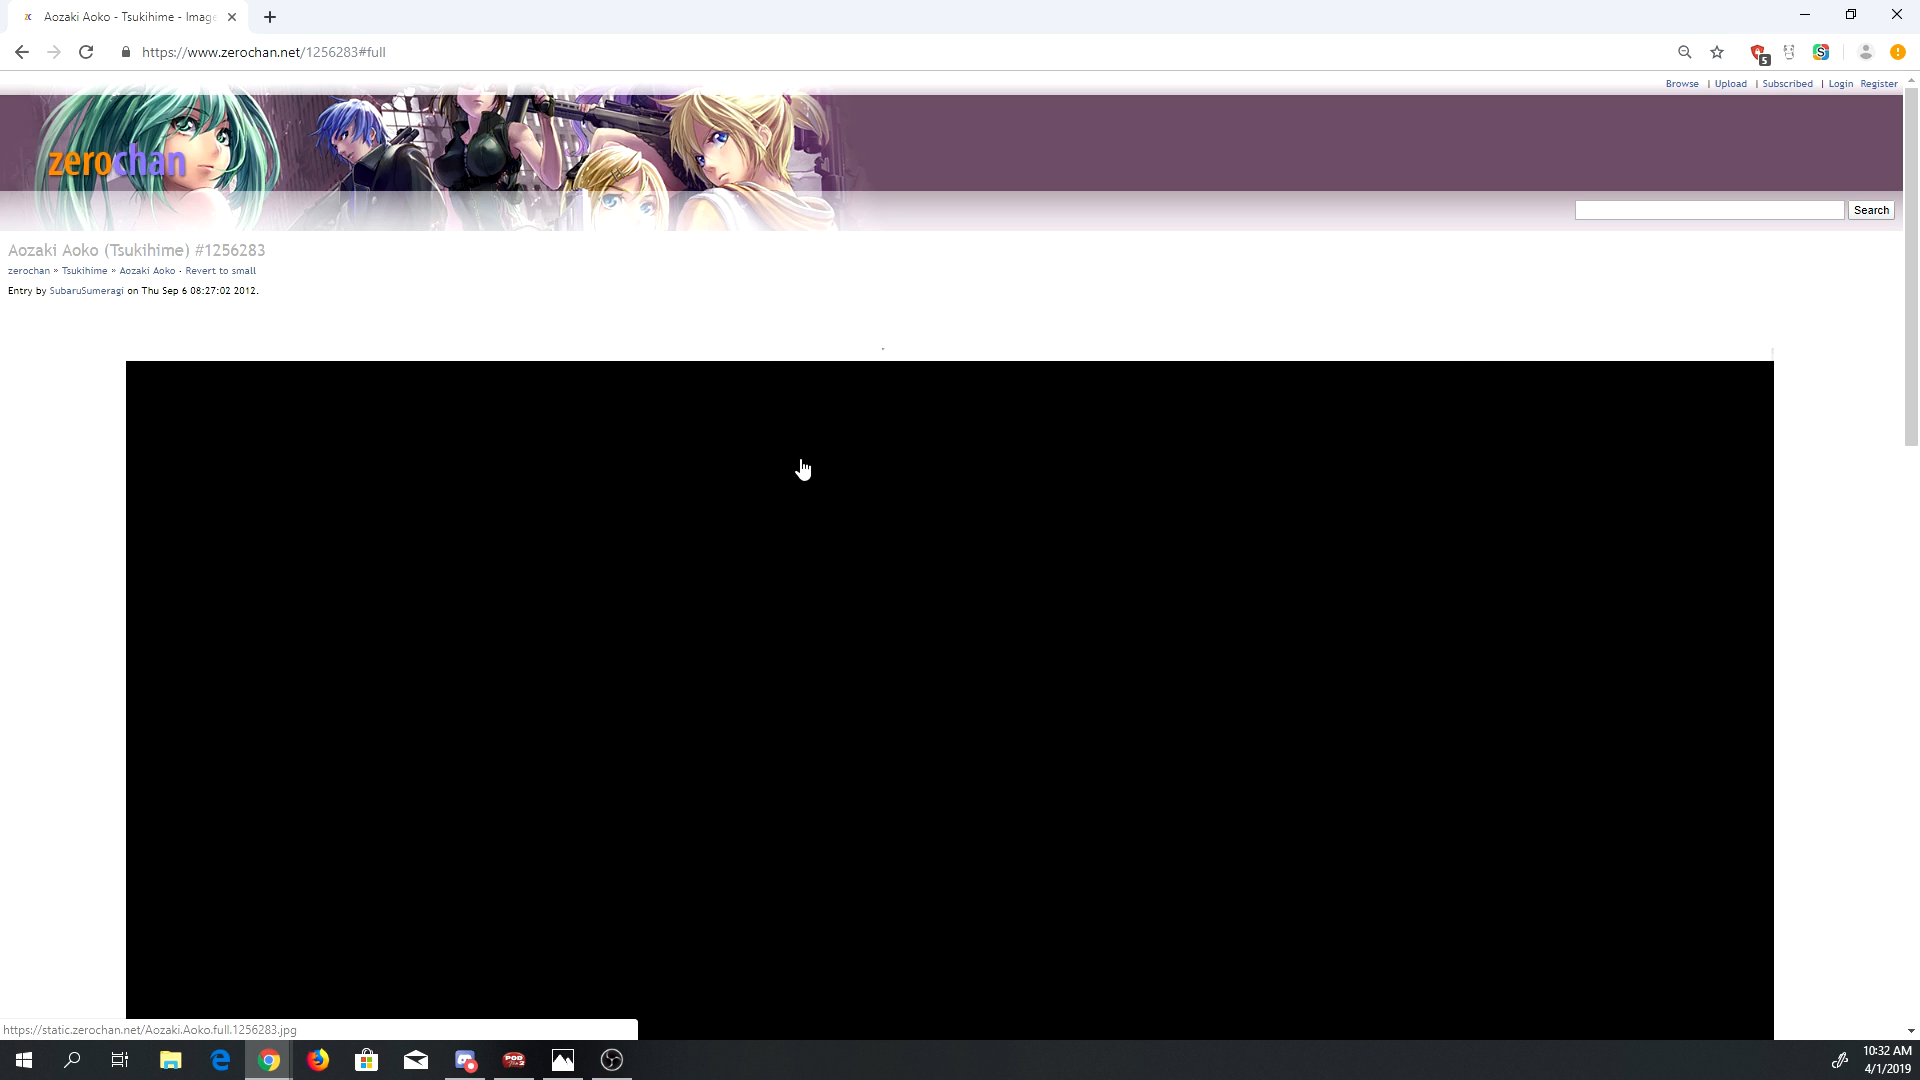 Aozaki Aoko - Tsukihime - Image
https://www.zerochan.net/1256283#full
S
5
Browse | Upload | Subscribed | Login Register
zerochan
Search
Aozaki Aoko (Tsukihime) #1256283
zerochan » Tsukihime » Aozaki Aoko · Revert to small
Entry by SubaruSumeragi on Thu Sep 6 08:27:02 2012.
https://static.zerochan.net/Aozaki.Aoko.full.1256283.jpg
POD
10:32 AM
4/1/2019